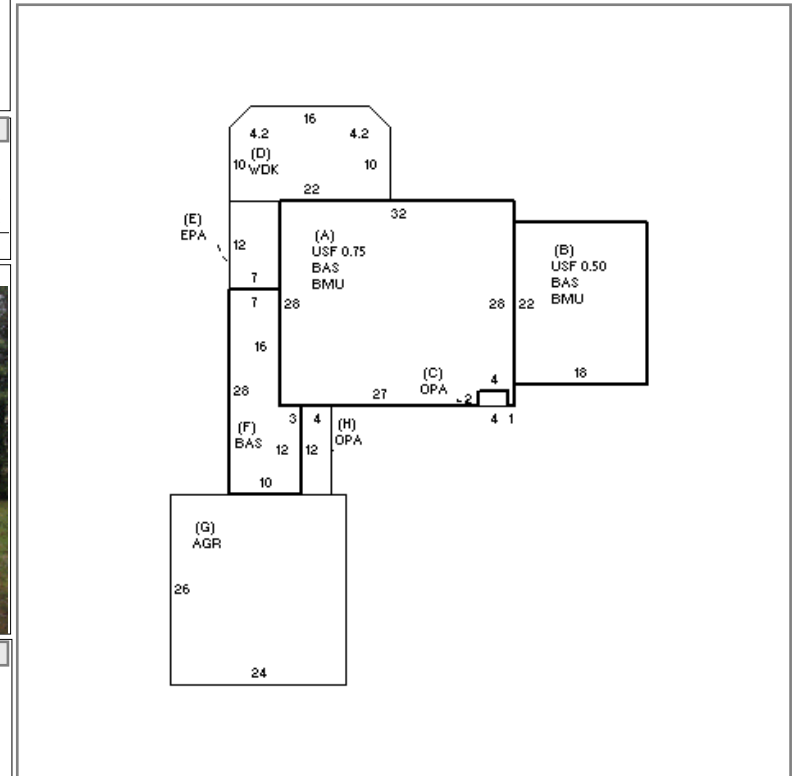 16
4.2 4.2
(D)
10 WDK 10
22
(E)
EPA
12
7
32
(A)
USF 0.75
BAS
BMU
28 28
(B)
USF 0.50
BAS
BMU
22
18
7
16
28
(C)
OPA
4
2
27
4 1
3 4
(H)
OPA
(F)
BAS
12 12
10
(G)
AGR
26
24